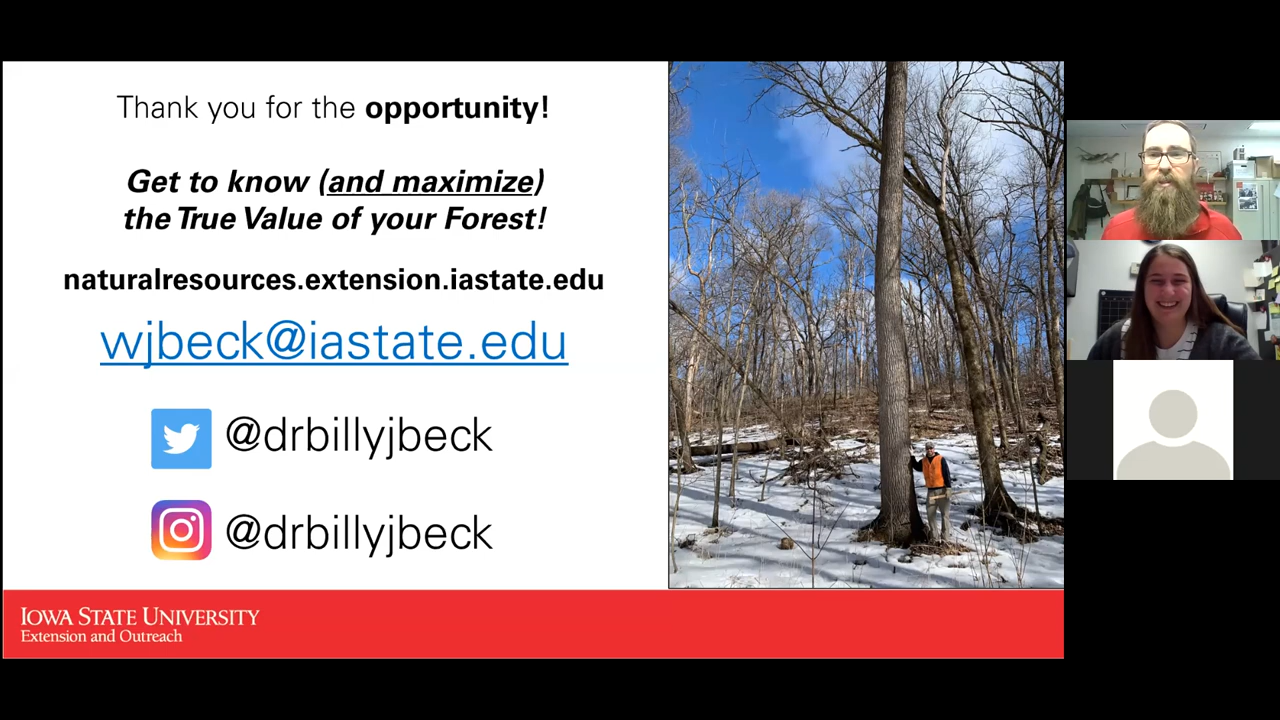 Thank you for the opportunity!
Get to know (and maximize)
the True Value of your Forest!
naturalresources.extension.iastate.edu
wjbeck@iastate.edu
@drbillyjbeck
@drbillyjbeck
IOWA STATE UNIVERSITY
Extension and Outreach